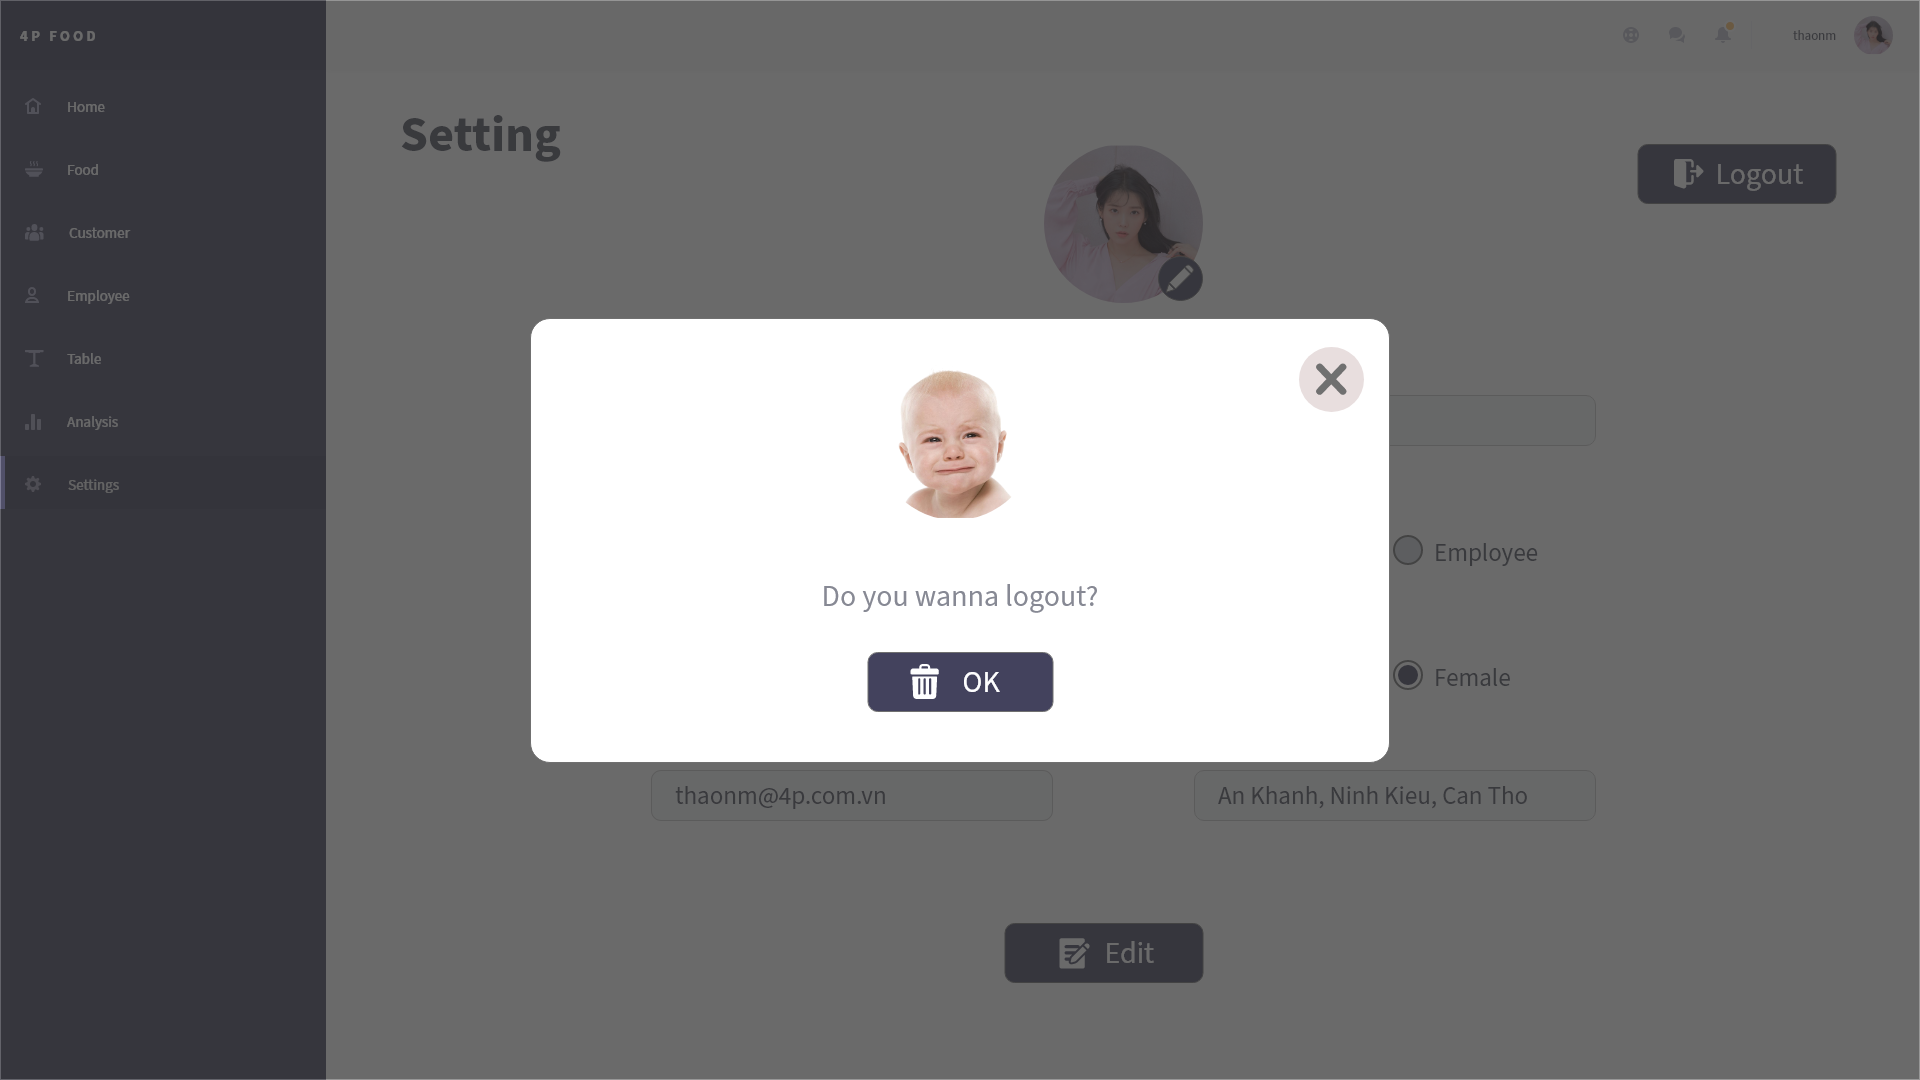 4P FOOD
thaonm
Home
Food
Customer
Employee
Table
Analysis
Settings
Setting
Logout
Employee
Female
Do you wanna logout?
OK
thaonm@4p.com.vn
An Khanh, Ninh Kieu, Can Tho
Edit